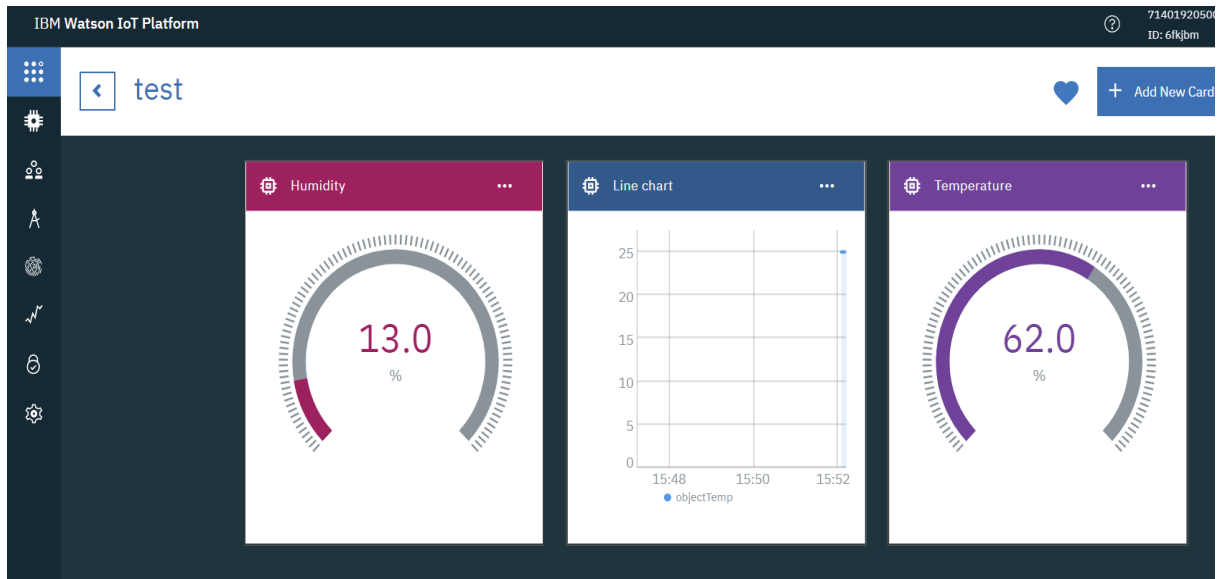 IBM Watson IoT Platform
71401920500
ID: 6fkjbm
test
+ Add New Card
Humidity
13.0
%
Line chart
25
20
15
10
5
0
15:48 15:50 15:52
objectTemp
Temperature
62.0
%